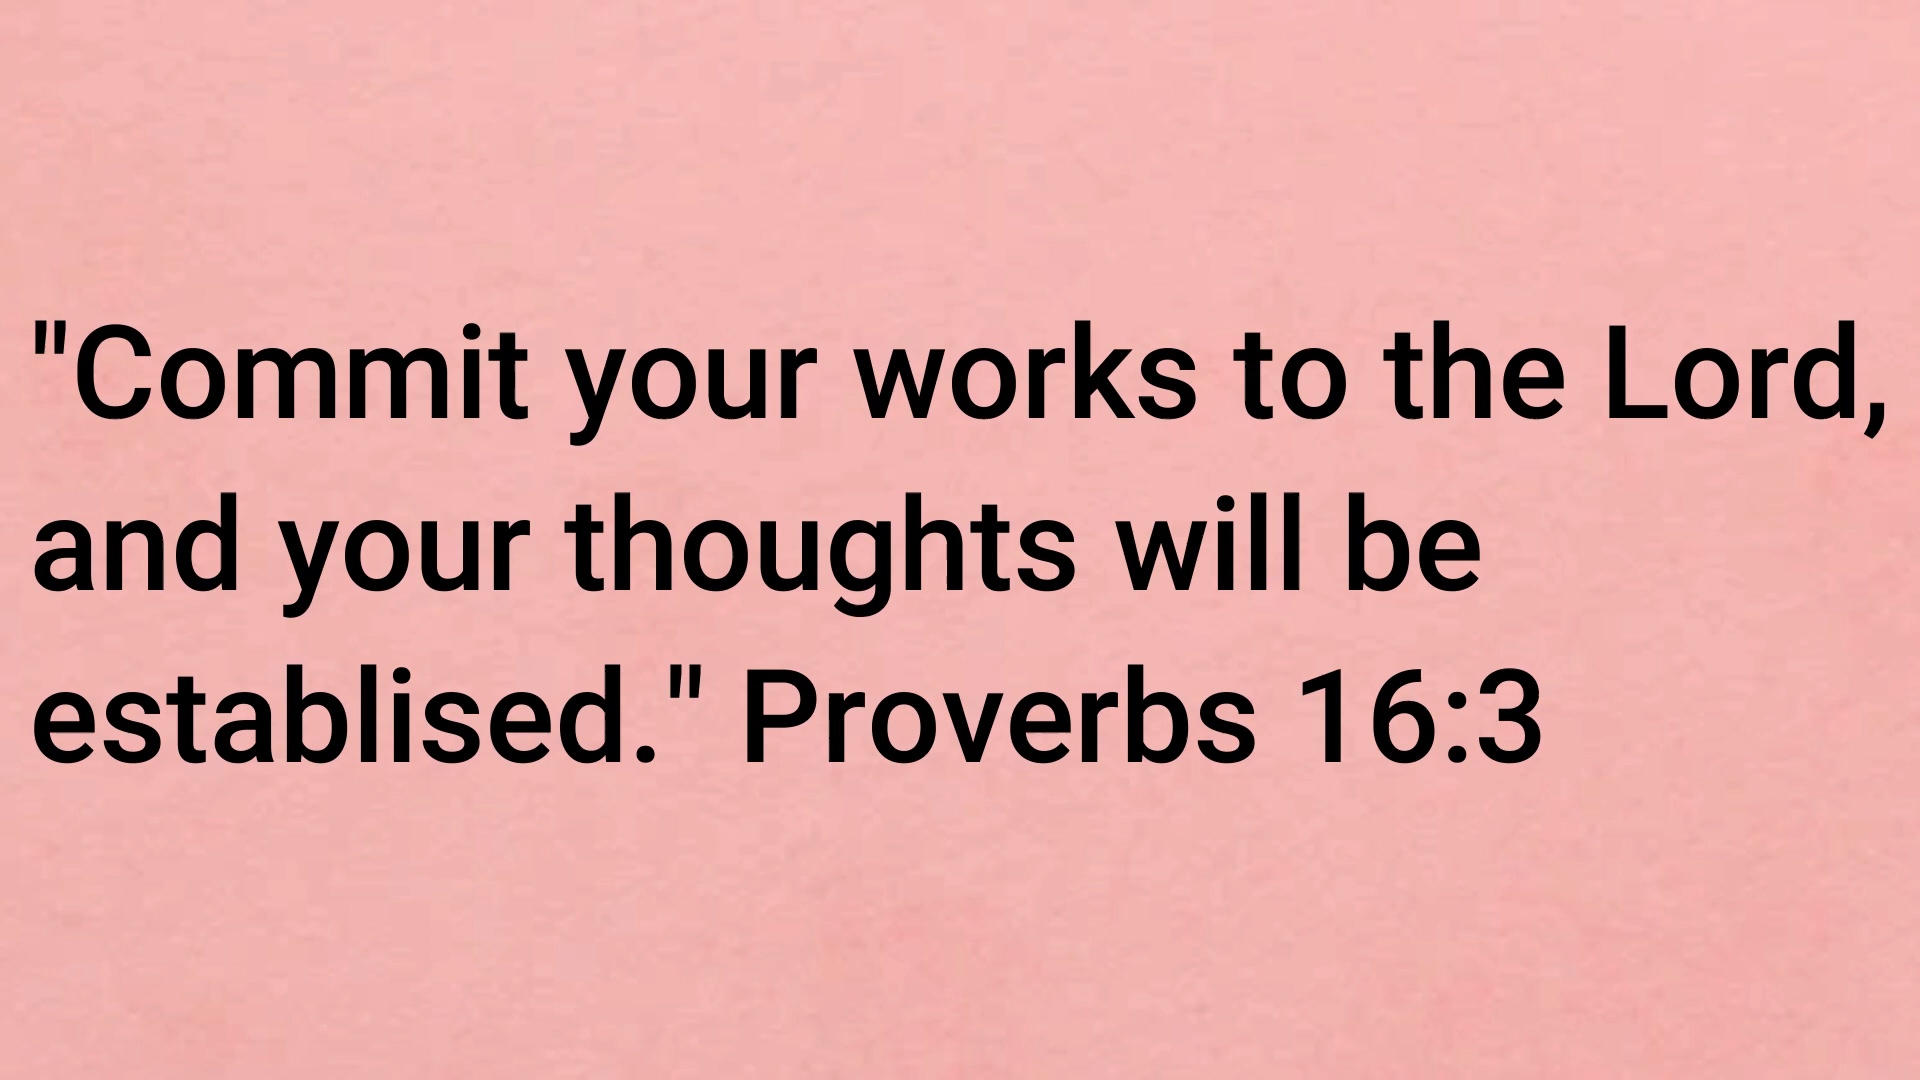 "Commit your works to the Lord,
and your thoughts will be
establised." Proverbs 16:3